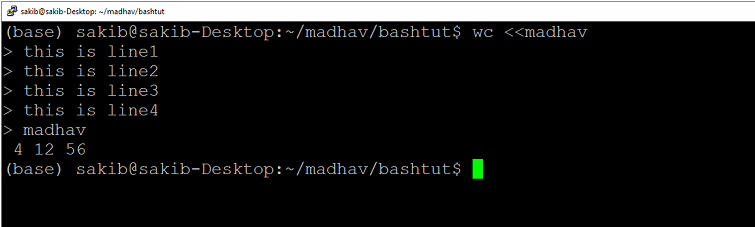 sakib@sakib-Desktop: ~/madhav/bashtut
(base) sakib@sakib-Desktop:~/madhav/bashtut$ wc <<madhav
> this is line1
> this is line2
> this is line3
> this is line4
> madhav
 4 12 56
(base) sakib@sakib-Desktop:~/madhav/bashtut$